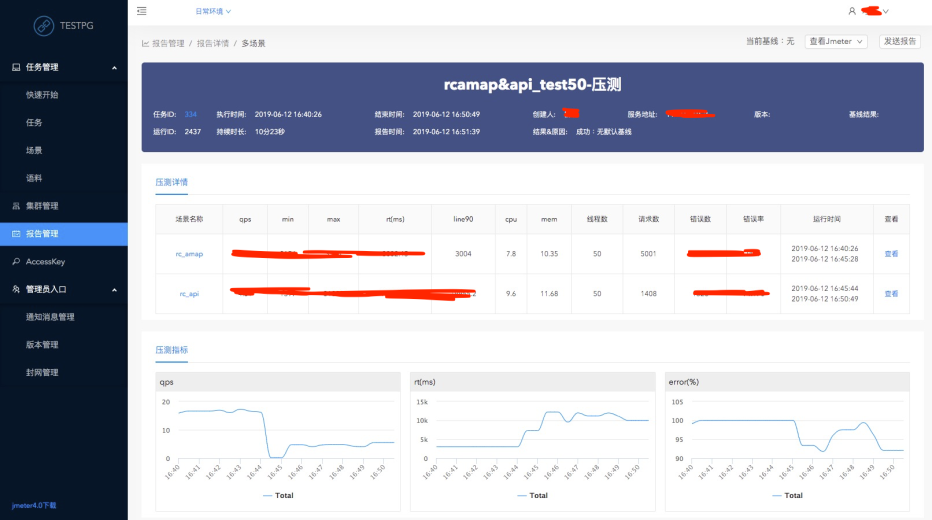 TESTPG
日常环境
任务管理
快速开始
任务
场景
语料
集群管理
报告管理
AccessKey
管理员入口
通知消息管理
版本管理
封网管理
jmeter4.0下载
报告管理 / 报告详情 / 多场景
当前基线：无 查看Jmeter 发送报告
rcamap&api_test50-压测
任务ID: 334 执行时间: 2019-06-12 16:40:26 结束时间: 2019-06-12 16:50:49 创建人: 服务地址: 版本: 基线结果:
运行ID: 2437 持续时长: 10分23秒 报告时间: 2019-06-12 16:51:39 结果&原因: 成功：无默认基线
压测详情
场景名称 qps min max rt(ms) line90 cpu mem 线程数 请求数 错误数 错误率 运行时间 查看
rc_amap 3004 7.8 10.35 50 5001 2019-06-12 16:40:26 查看
2019-06-12 16:45:28
rc_api 9.6 11.68 50 1408 2019-06-12 16:45:44 查看
2019-06-12 16:50:49
压测指标
qps
20
10
0
16:40 16:41 16:42 16:43 16:44 16:45 16:46 16:47 16:48 16:49 16:50
Total
rt(ms)
15k
10k
5k
0
16:40 16:41 16:42 16:43 16:44 16:45 16:46 16:47 16:48 16:49 16:50
Total
error(%)
105
100
95
90
16:40 16:41 16:42 16:43 16:44 16:45 16:46 16:47 16:48 16:49 16:50
Total